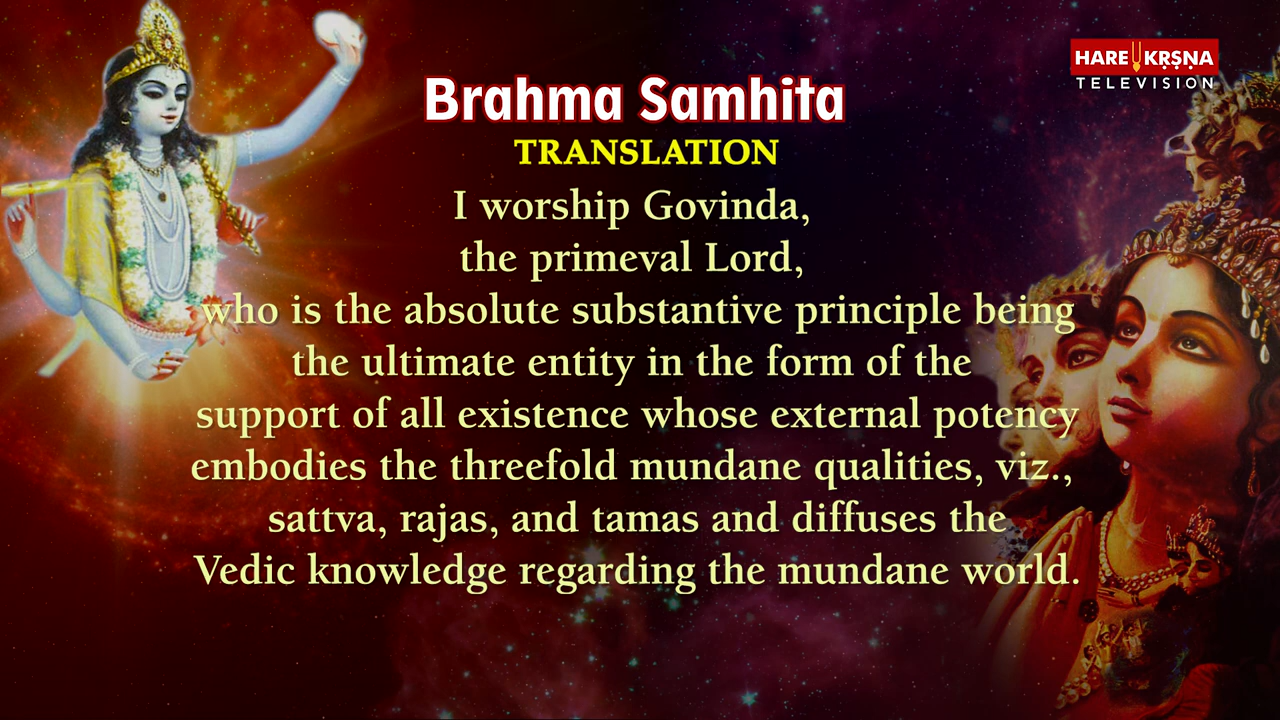 HARE KṚṢṆA
TELEVISION
Brahma Samhita
TRANSLATION
I worship Govinda,
the primeval Lord,
who is the absolute substantive principle being
the ultimate entity in the form of the
support of all existence whose external potency
embodies the threefold mundane qualities, viz.,
sattva, rajas, and tamas and diffuses the
Vedic knowledge regarding the mundane world.